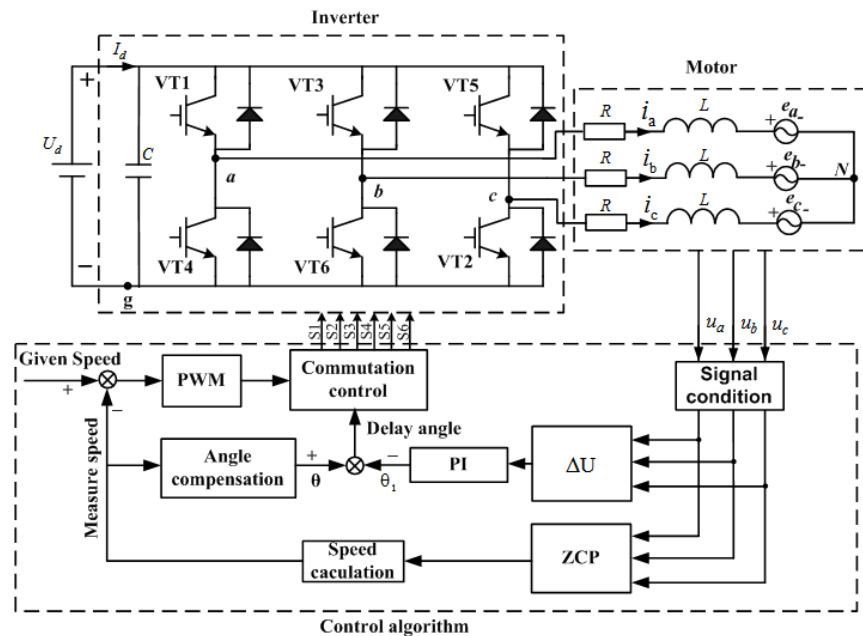 Inverter
I_d
+
VT1
VT3
VT5
Motor
U_d
C
a
b
c
R
i_a
L
+
e_a-
R
i_b
L
+
e_b-
N
R
i_c
L
+
e_c-
−
VT4
VT6
VT2
g
S1
S2
S3
S4
S5
S6
u_a
u_b
u_c
Given Speed
+
−
PWM
Commutation
control
Signal
condition
Delay angle
Measure speed
Angle
compensation
+
θ
−
θ₁
PI
ΔU
Speed
caculation
ZCP
Control algorithm